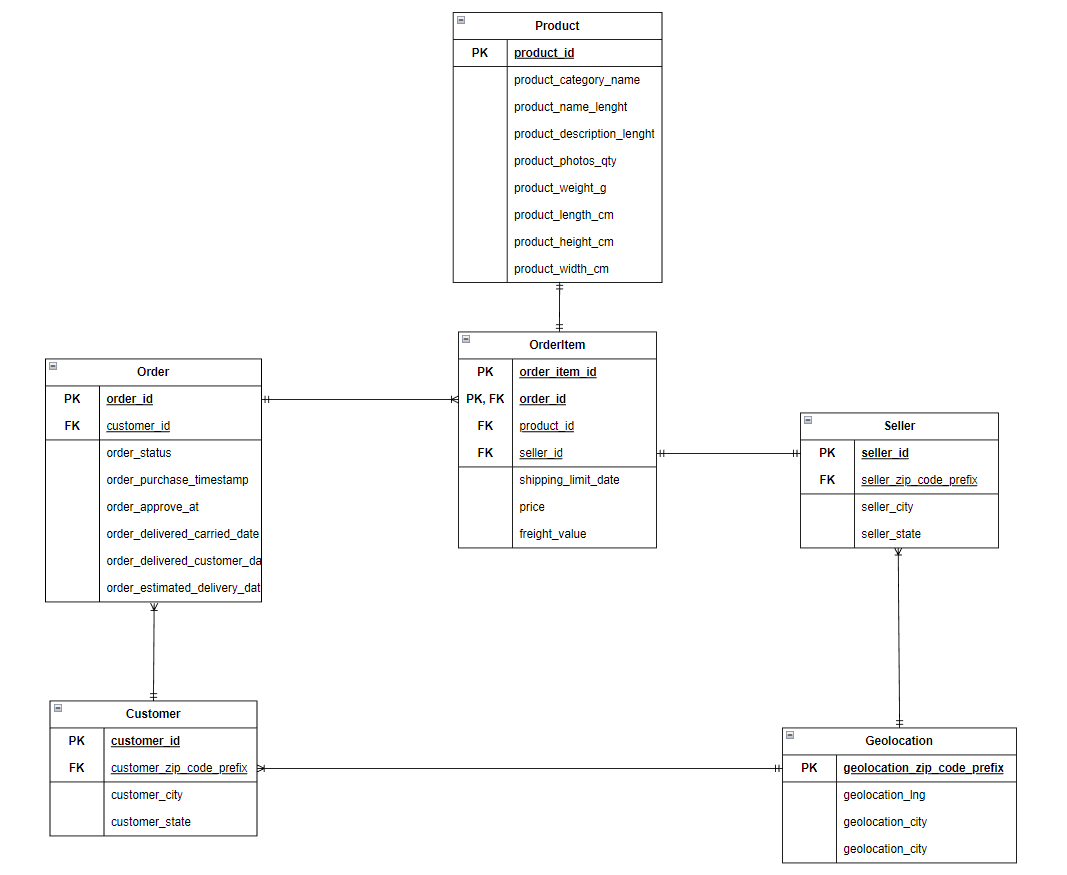 Product
PK product_id
product_category_name
product_name_lenght
product_description_lenght
product_photos_qty
product_weight_g
product_length_cm
product_height_cm
product_width_cm
OrderItem
PK order_item_id
PK, FK order_id
FK product_id
FK seller_id
shipping_limit_date
price
freight_value
Order
PK order_id
FK customer_id
order_status
order_purchase_timestamp
order_approve_at
order_delivered_carried_date
order_delivered_customer_da
order_estimated_delivery_dat
Seller
PK seller_id
FK seller_zip_code_prefix
seller_city
seller_state
Customer
PK customer_id
FK customer_zip_code_prefix
customer_city
customer_state
Geolocation
PK geolocation_zip_code_prefix
geolocation_lng
geolocation_city
geolocation_city